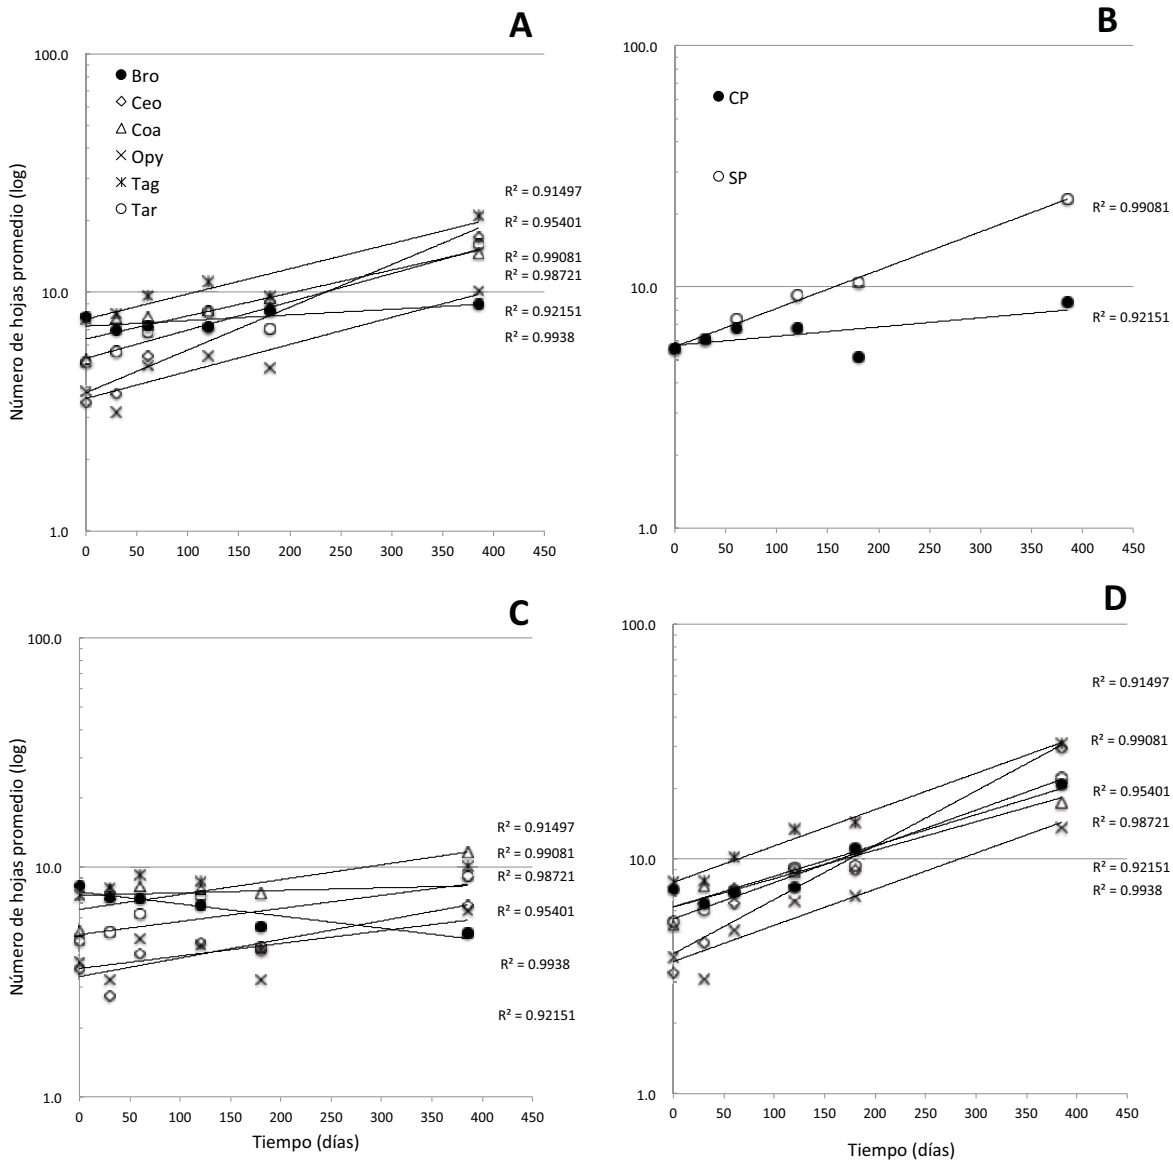 A
Número de hojas promedio (log)
100.0
10.0
1.0
Bro
Ceo
Coa
Opy
Tag
Tar
R² = 0.91497
R² = 0.95401
R² = 0.99081
R² = 0.98721
R² = 0.92151
R² = 0.9938
0 50 100 150 200 250 300 350 400 450
B
100.0
10.0
1.0
CP
SP
R² = 0.99081
R² = 0.92151
0 50 100 150 200 250 300 350 400 450
C
Número de hojas promedio (log)
100.0
10.0
1.0
R² = 0.91497
R² = 0.99081
R² = 0.98721
R² = 0.95401
R² = 0.9938
R² = 0.92151
0 50 100 150 200 250 300 350 400 450
Tiempo (días)
D
100.0
10.0
1.0
R² = 0.91497
R² = 0.99081
R² = 0.95401
R² = 0.98721
R² = 0.92151
R² = 0.9938
0 50 100 150 200 250 300 350 400 450
Tiempo (días)